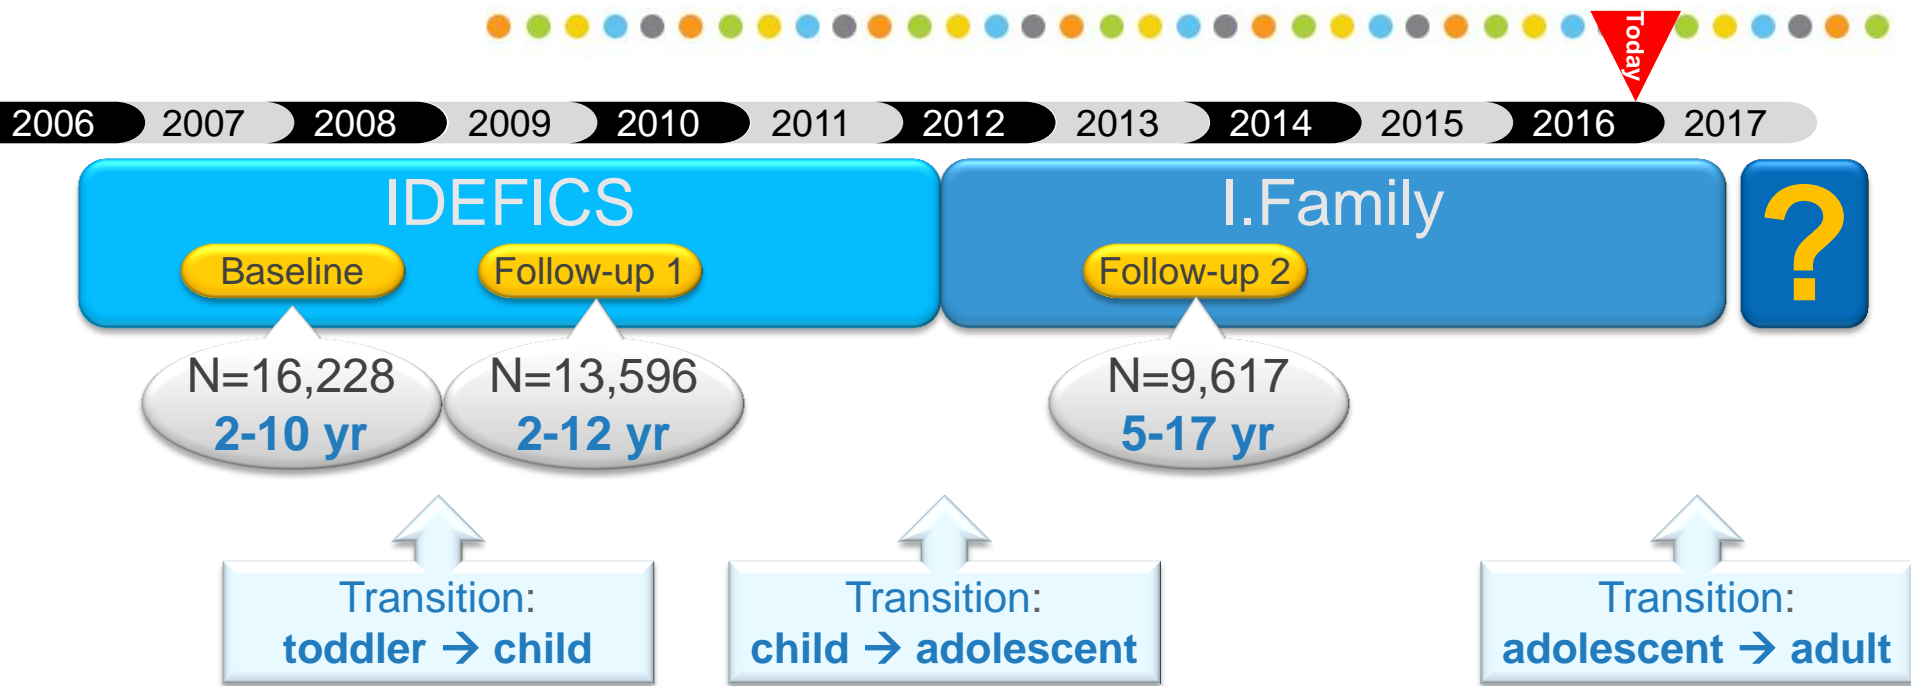 Today
2006 2007 2008 2009 2010 2011 2012 2013 2014 2015 2016 2017
IDEFICS
I.Family
?
Baseline
Follow-up 1
Follow-up 2
N=16,228
2-10 yr
N=13,596
2-12 yr
N=9,617
5-17 yr
Transition:
toddler → child
Transition:
child → adolescent
Transition:
adolescent → adult